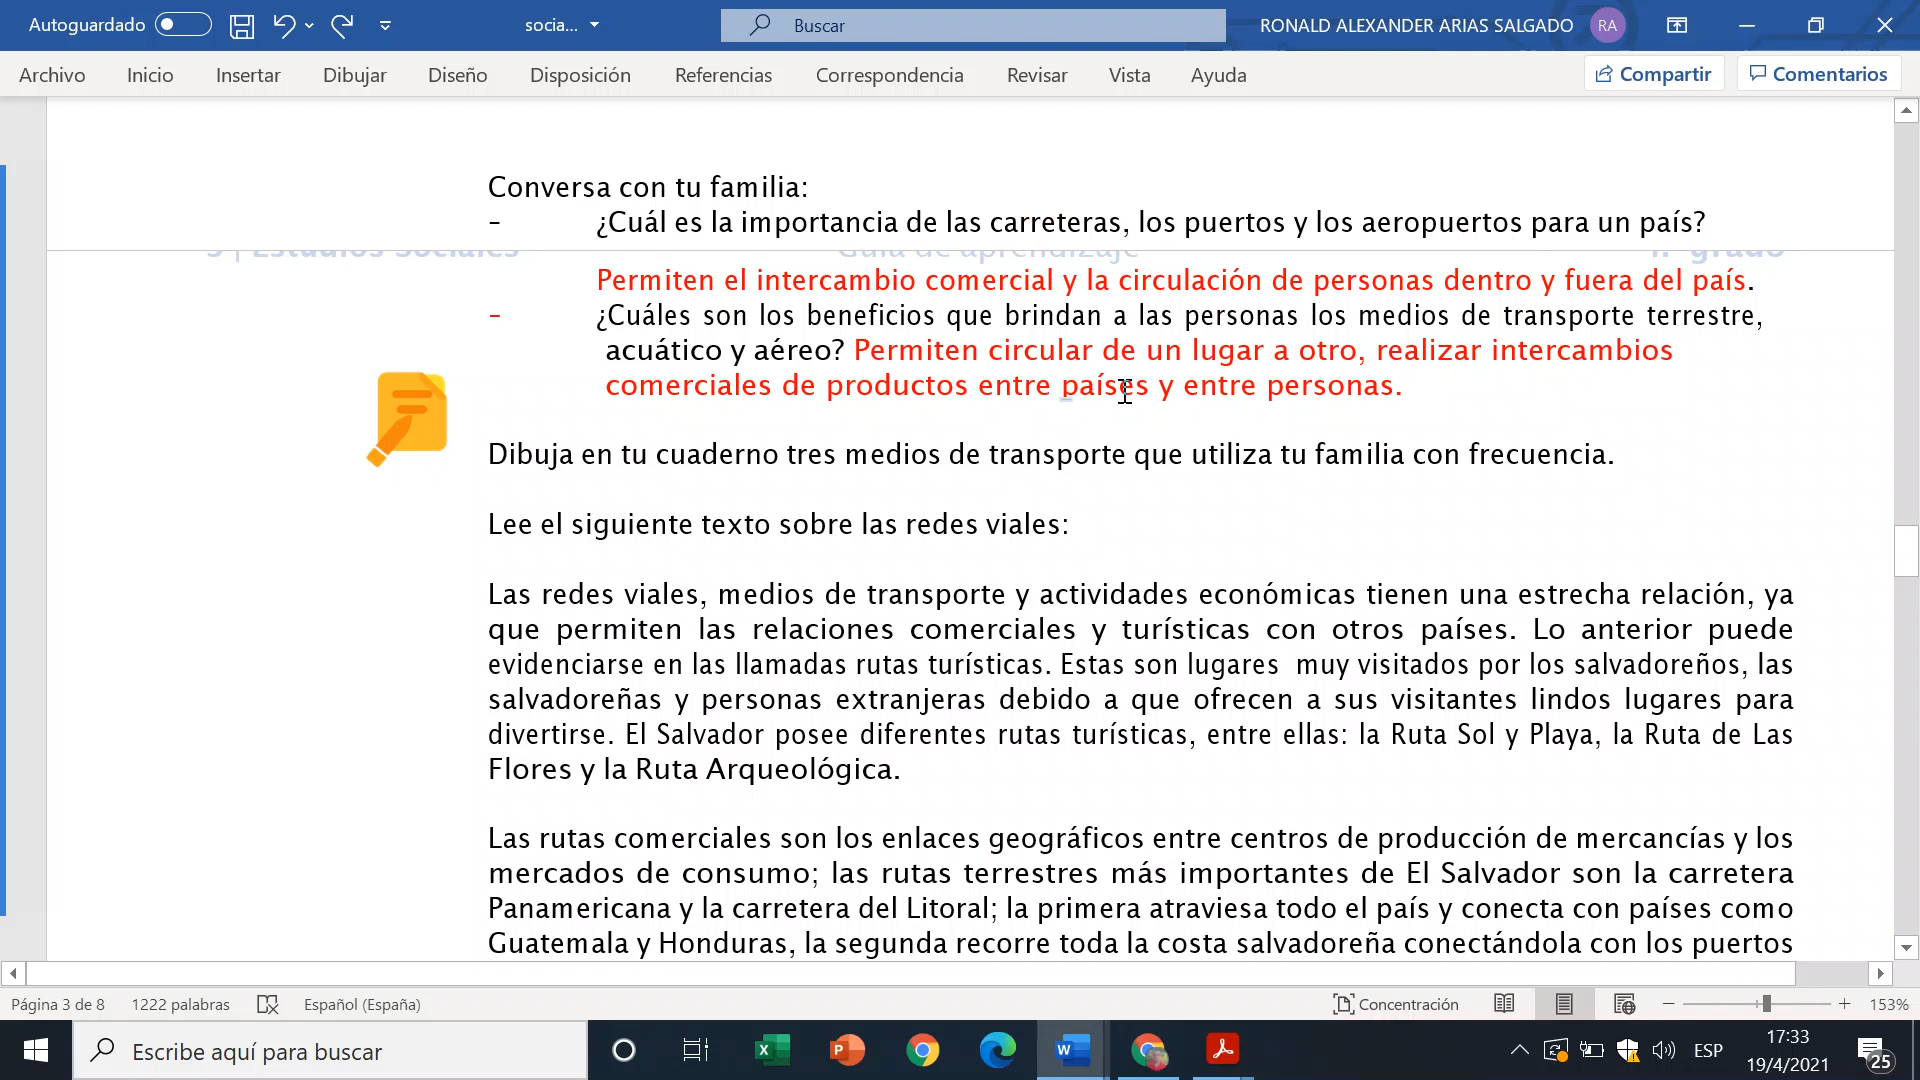 Autoguardado
socia...
Buscar
RONALD ALEXANDER ARIAS SALGADO
RA
Archivo Inicio Insertar Dibujar Diseño Disposición Referencias Correspondencia Revisar Vista Ayuda
Compartir
Comentarios
Conversa con tu familia:
- ¿Cuál es la importancia de las carreteras, los puertos y los aeropuertos para un país?
| Estudios Sociales Guía de aprendizaje grado
Permiten el intercambio comercial y la circulación de personas dentro y fuera del país.
- ¿Cuáles son los beneficios que brindan a las personas los medios de transporte terrestre,
acuático y aéreo? Permiten circular de un lugar a otro, realizar intercambios
comerciales de productos entre países y entre personas.
Dibuja en tu cuaderno tres medios de transporte que utiliza tu familia con frecuencia.
Lee el siguiente texto sobre las redes viales:
Las redes viales, medios de transporte y actividades económicas tienen una estrecha relación, ya
que permiten las relaciones comerciales y turísticas con otros países. Lo anterior puede
evidenciarse en las llamadas rutas turísticas. Estas son lugares muy visitados por los salvadoreños, las
salvadoreñas y personas extranjeras debido a que ofrecen a sus visitantes lindos lugares para
divertirse. El Salvador posee diferentes rutas turísticas, entre ellas: la Ruta Sol y Playa, la Ruta de Las
Flores y la Ruta Arqueológica.
Las rutas comerciales son los enlaces geográficos entre centros de producción de mercancías y los
mercados de consumo; las rutas terrestres más importantes de El Salvador son la carretera
Panamericana y la carretera del Litoral; la primera atraviesa todo el país y conecta con países como
Guatemala y Honduras, la segunda recorre toda la costa salvadoreña conectándola con los puertos
Página 3 de 8 1222 palabras Español (España) Concentración 153%
Escribe aquí para buscar
ESP
17:33
19/4/2021
25